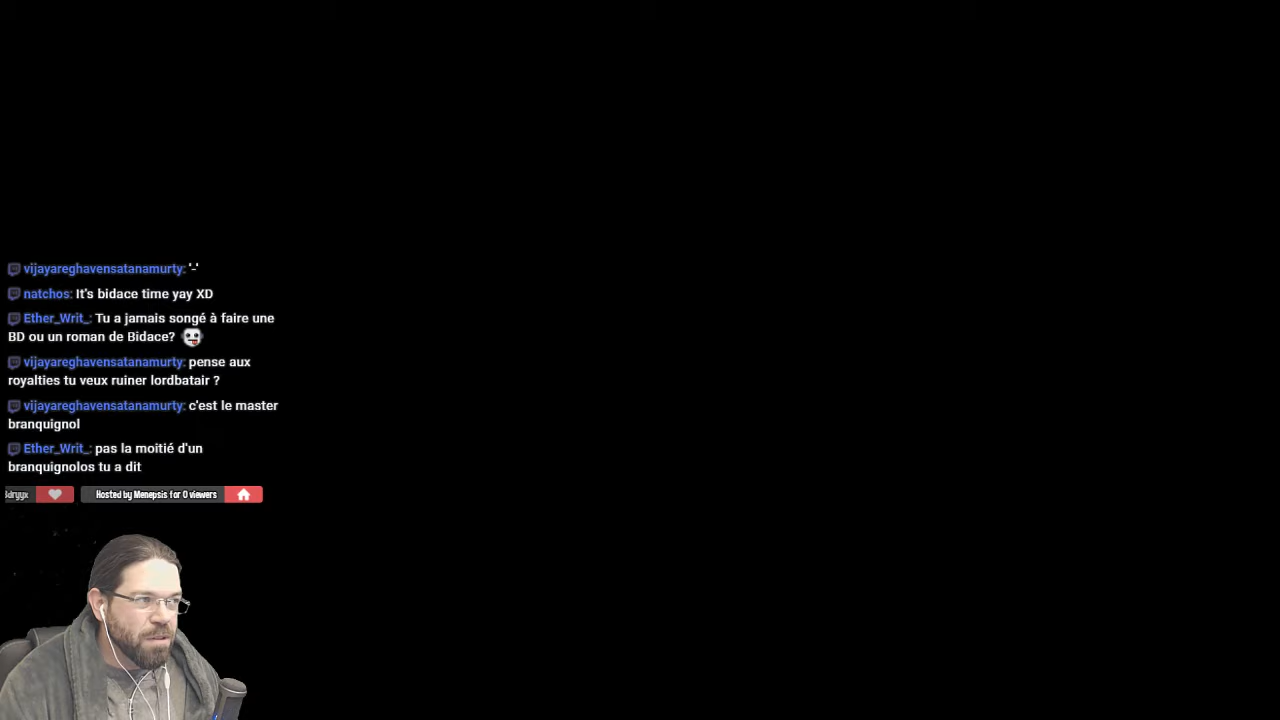 vijayareghavensatanamurty: '-'
natchos: It's bidace time yay XD
Ether_Writ_: Tu a jamais songé à faire une
BD ou un roman de Bidace?
vijayareghavensatanamurty: pense aux
royalties tu veux ruiner lordbatair ?
vijayareghavensatanamurty: c'est le master
branquignol
Ether_Writ_: pas la moitié d'un
branquignolos tu a dit
Hosted by Menepsis for 0 viewers